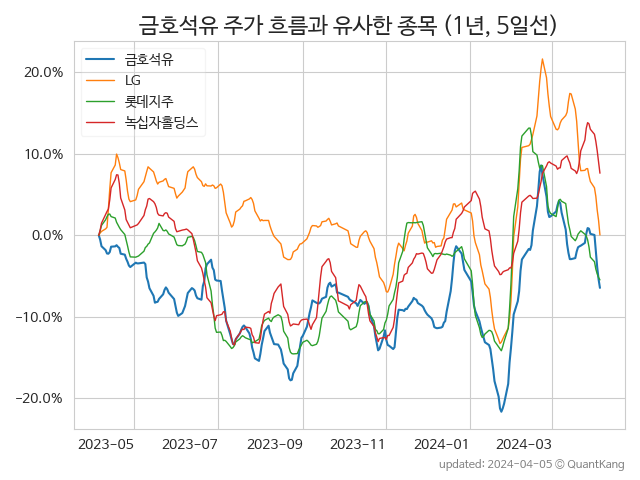 금호석유 주가 흐름과 유사한 종목 (1년, 5일선)
금호석유
LG
롯데지주
녹십자홀딩스
20.0%
10.0%
0.0%
−10.0%
−20.0%
2023-05 2023-07 2023-09 2023-11 2024-01 2024-03
updated: 2024-04-05 © QuantKang